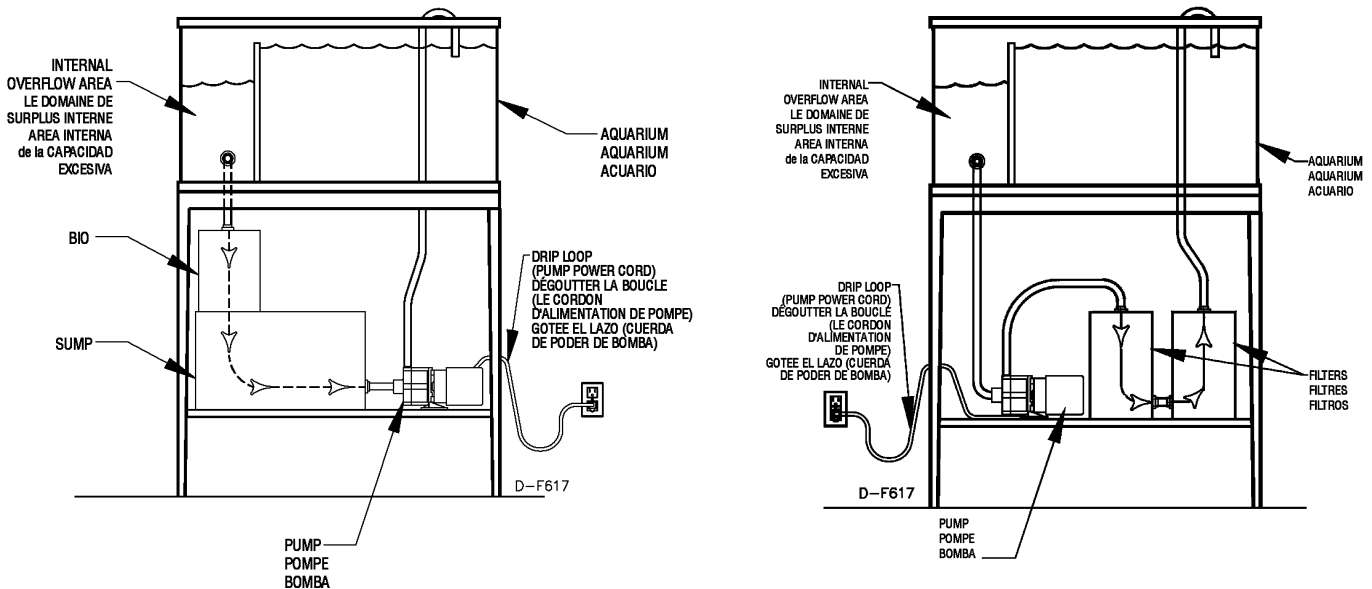 INTERNAL
OVERFLOW AREA
LE DOMAINE DE
SURPLUS INTERNE
AREA INTERNA
de la CAPACIDAD
EXCESIVA
AQUARIUM
AQUARIUM
ACUARIO
BIO
SUMP
DRIP LOOP
(PUMP POWER CORD)
DÉGOUTTER LA BOUCLE
(LE CORDON
D'ALIMENTATION DE POMPE)
GOTEE EL LAZO (CUERDA
DE PODER DE BOMBA)
D-F617
PUMP
POMPE
BOMBA
INTERNAL
OVERFLOW AREA
LE DOMAINE DE
SURPLUS INTERNE
AREA INTERNA
de la CAPACIDAD
EXCESIVA
AQUARIUM
AQUARIUM
ACUARIO
DRIP LOOP
(PUMP POWER CORD)
DÉGOUTTER LA BOUCLE
(LE CORDON
D'ALIMENTATION
DE POMPE)
GOTEE EL LAZO (CUERDA
DE PODER DE BOMBA)
FILTERS
FILTRES
FILTROS
D-F617
PUMP
POMPE
BOMBA